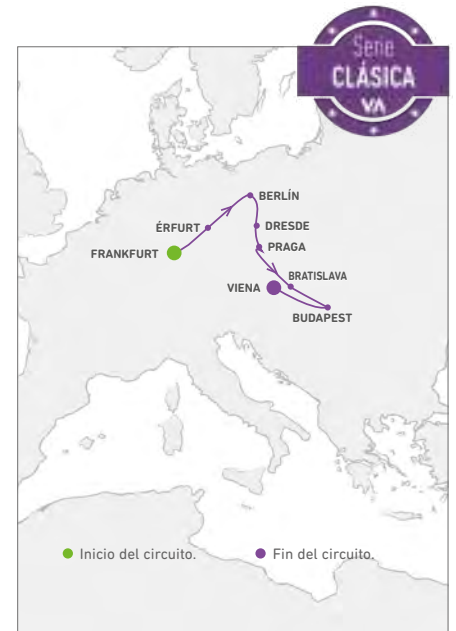 Serie
CLÁSICA
VA
BERLÍN
ÉRFURT
DRESDE
PRAGA
FRANKFURT
BRATISLAVA
VIENA
BUDAPEST
Inicio del circuito.
Fin del circuito.